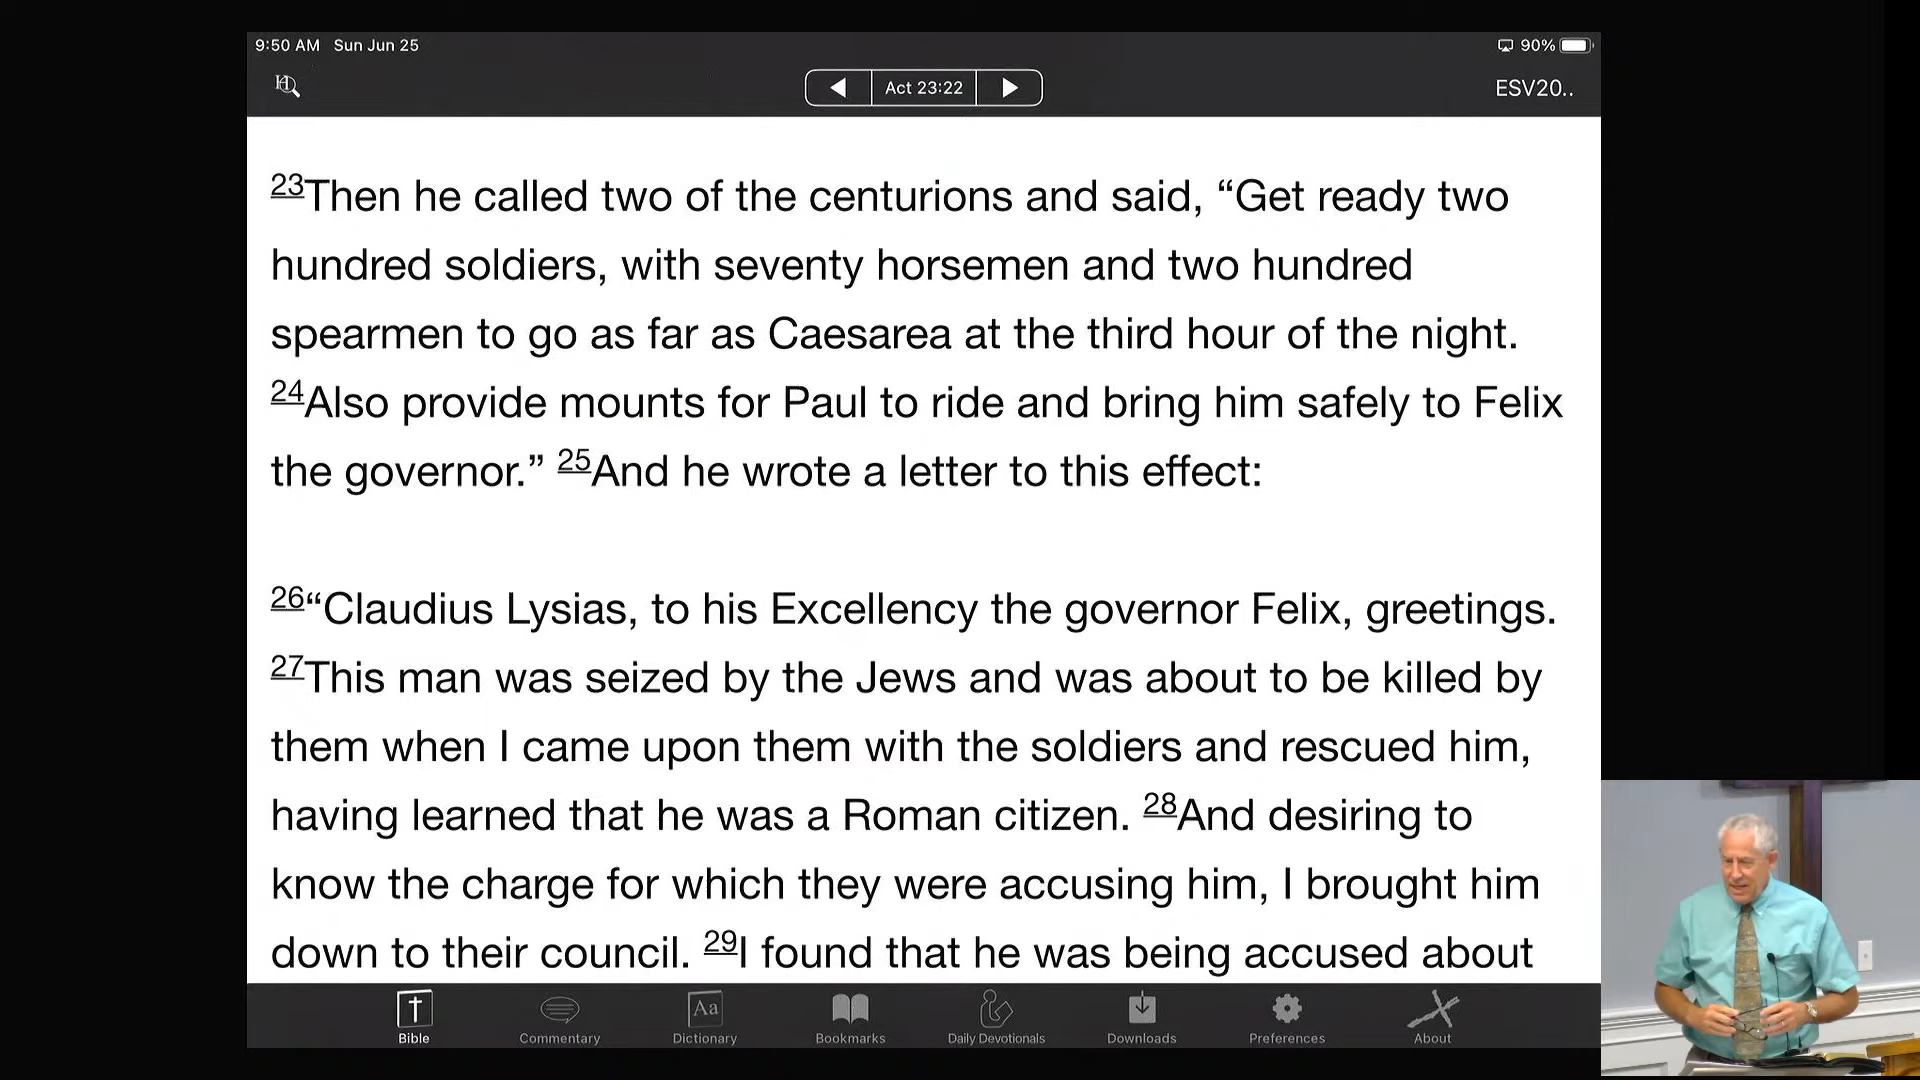 9:50 AM Sun Jun 25
90%
Act 23:22
ESV20..
23Then he called two of the centurions and said, “Get ready two
hundred soldiers, with seventy horsemen and two hundred
spearmen to go as far as Caesarea at the third hour of the night.
24Also provide mounts for Paul to ride and bring him safely to Felix
the governor.” 25And he wrote a letter to this effect:
26“Claudius Lysias, to his Excellency the governor Felix, greetings.
27This man was seized by the Jews and was about to be killed by
them when I came upon them with the soldiers and rescued him,
having learned that he was a Roman citizen. 28And desiring to
know the charge for which they were accusing him, I brought him
down to their council. 29I found that he was being accused about
Aa
Bible Commentary Dictionary Bookmarks Daily Devotionals Downloads Preferences About